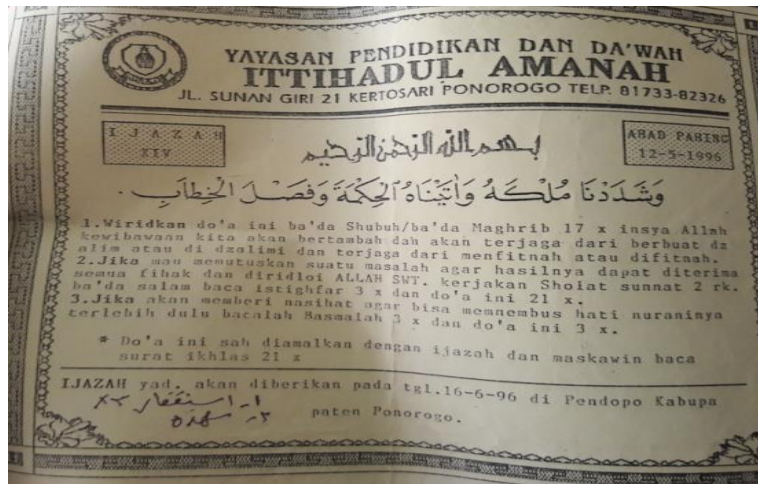 YAYASAN PENDIDIKAN DAN DA'WAH
ITTIHADUL AMANAH
JL. SUNAN GIRI 21 KERTOSARI PONOROGO TELP. 81733-82326
I J A Z A H
XIV
بسم الله الرحمن الرحيم
AHAD PAHING
12-5-1996
وَشَدَدْنَا مُلْكَهُ وَاٰتَيْنَاهُ الْحِكْمَةَ وَفَصْلَ الْخِطَابِ .
1.Wiridkan do'a ini ba'da Shubuh/ba'da Maghrib 17 x insya Allah
kewibawaan kita akan bertambah dah akan terjaga dari berbuat dz
alim atau di dzalimi dan terjaga dari menfitnah atau difitnah.
2.Jika mau memutuskan suatu masalah agar hasilnya dapat diterima
semua fihak dan diridloi ALLAH SWT. kerjakan Sholat sunnat 2 rk.
ba'da salam baca istighfar 3 x dan do'a ini 21 x.
3.Jika akan memberi nasihat agar bisa memnembus hati nuraninya
terlebih dulu bacalah Basmalah 3 x dan do'a ini 3 x.
* Do'a ini sah diamalkan dengan ijazah dan maskawin baca
surat ikhlas 21 x
IJAZAH yad. akan diberikan pada tgl.16-6-96 di Pendopo Kabupa
paten Ponorogo.
١- استغفار